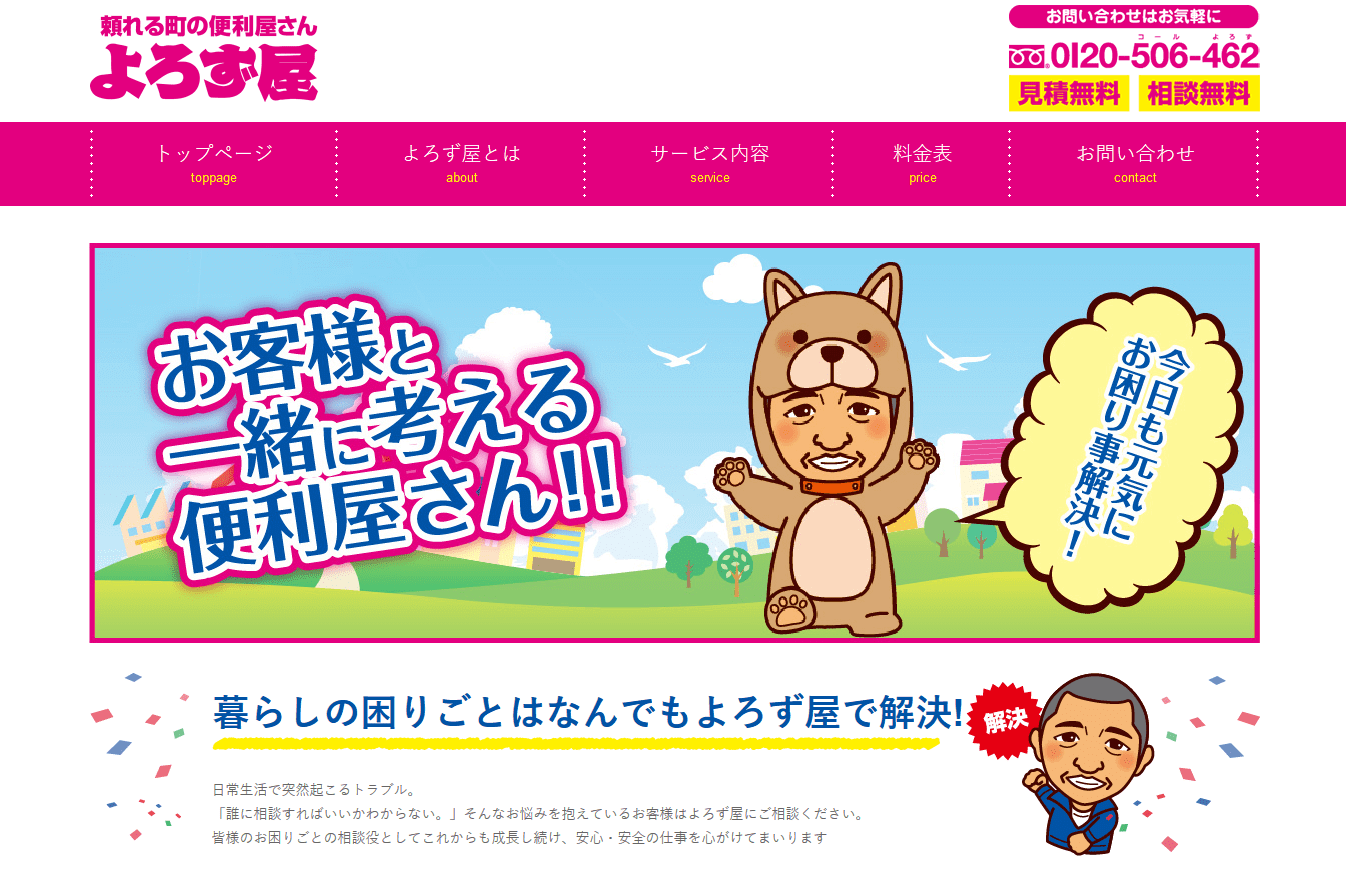 頼れる町の便利屋さん
よろず屋
お問い合わせはお気軽に
コール よろず
0120-506-462
見積無料 相談無料
トップページ よろず屋とは サービス内容 料金表 お問い合わせ
toppage about service price contact
お客様と
一緒に考える
便利屋さん!!
今日も元気に
お困り事解決!
暮らしの困りごとはなんでもよろず屋で解決!
解決
日常生活で突然起こるトラブル。
「誰に相談すればいいかわからない。」そんなお悩みを抱えているお客様はよろず屋にご相談ください。
皆様のお困りごとの相談役としてこれからも成長し続け、安心・安全の仕事を心がけてまいります